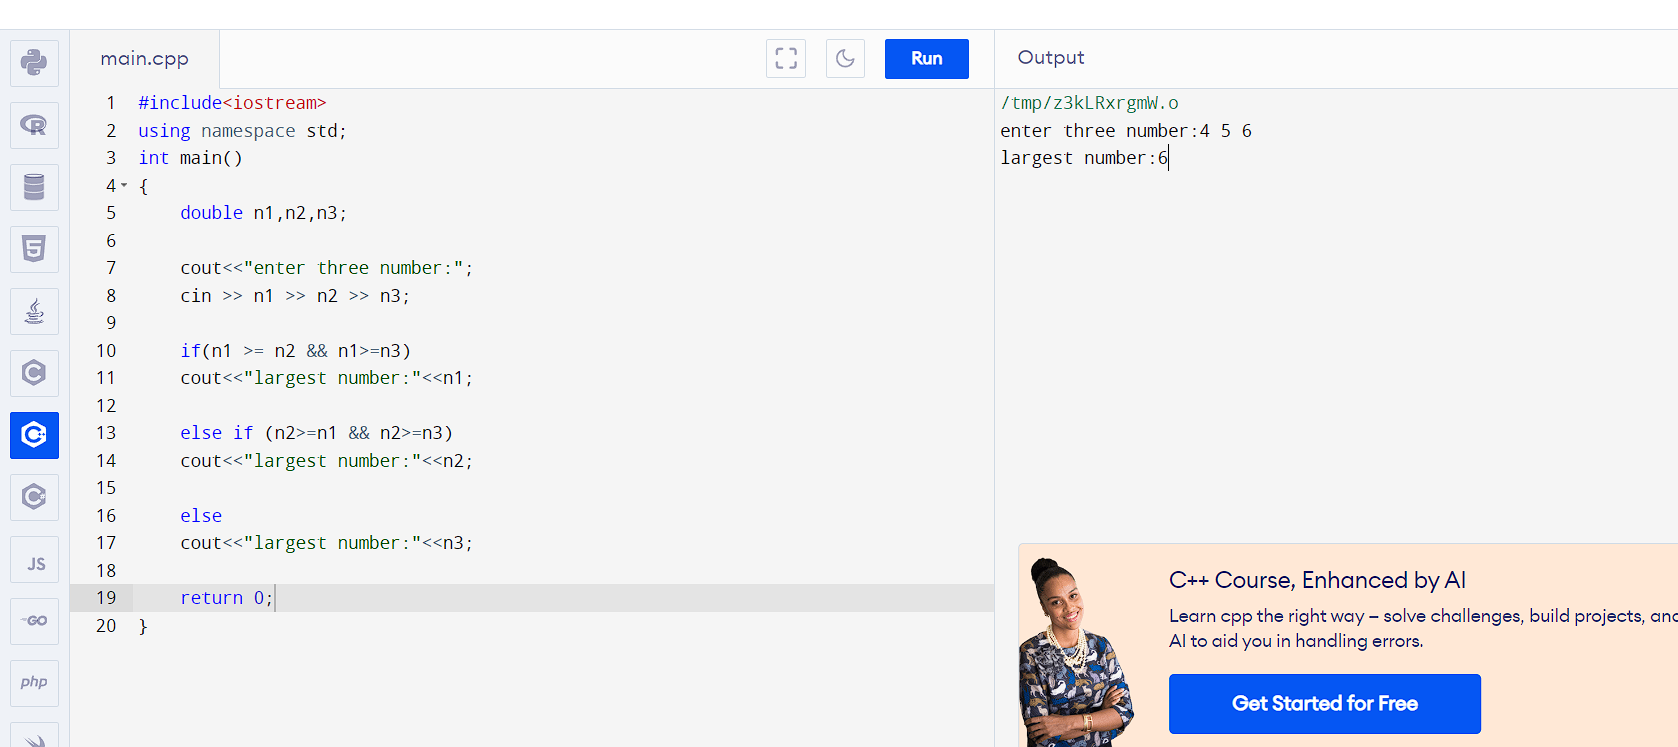 main.cpp
Run
Output
1 #include<iostream>
2 using namespace std;
3 int main()
4 {
5 double n1,n2,n3;
6
7 cout<<"enter three number:";
8 cin >> n1 >> n2 >> n3;
9
10 if(n1 >= n2 && n1>=n3)
11 cout<<"largest number:"<<n1;
12
13 else if (n2>=n1 && n2>=n3)
14 cout<<"largest number:"<<n2;
15
16 else
17 cout<<"largest number:"<<n3;
18
19 return 0;
20 }
/tmp/z3kLRxrgmW.o
enter three number:4 5 6
largest number:6
R
5
C
C+
C#
JS
GO
php
C++ Course, Enhanced by AI
Learn cpp the right way – solve challenges, build projects, and
AI to aid you in handling errors.
Get Started for Free